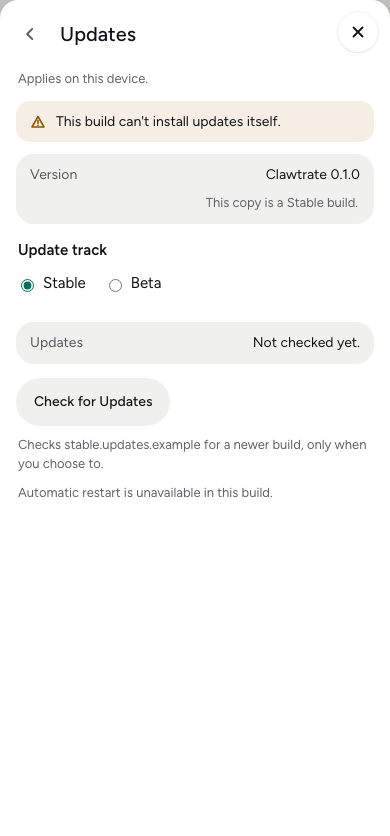 Updates
Applies on this device.
This build can't install updates itself.
Version
Clawtrate 0.1.0
This copy is a Stable build.
Update track
Stable
Beta
Updates
Not checked yet.
Check for Updates
Checks stable.updates.example for a newer build, only when
you choose to.
Automatic restart is unavailable in this build.